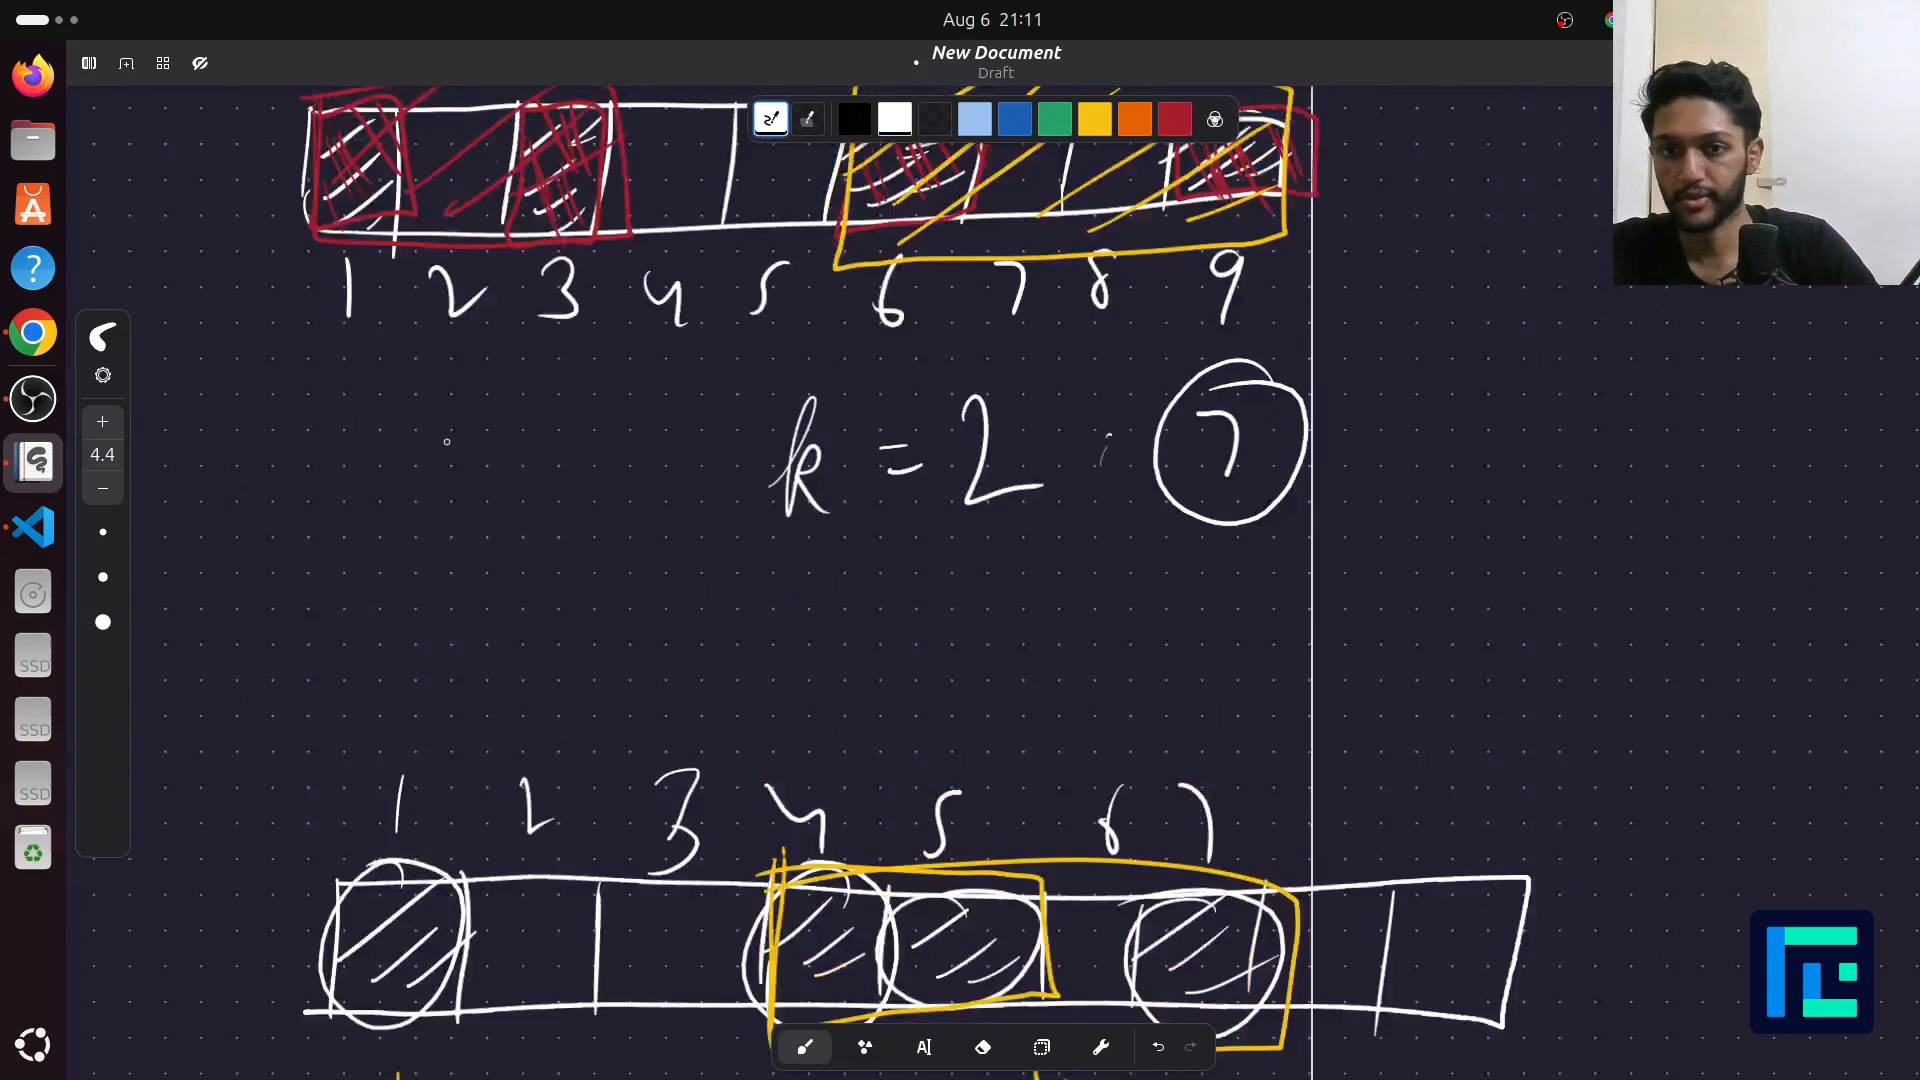 Aug 6 21:11
New Document
Draft
1 2 3 4 5 6 7 8 9
k = 2 7
4.4
1 2 3 4 5 6 7
SSD
SSD
SSD
SSD